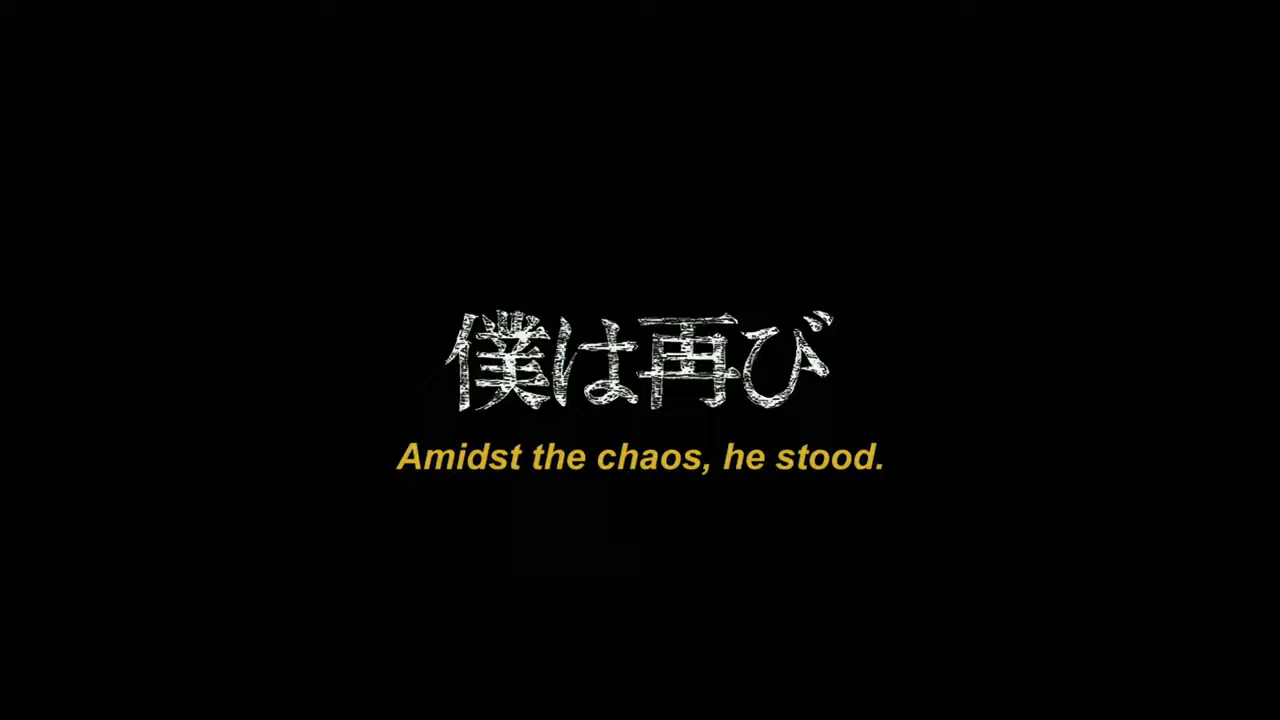 僕は再び
Amidst the chaos, he stood.